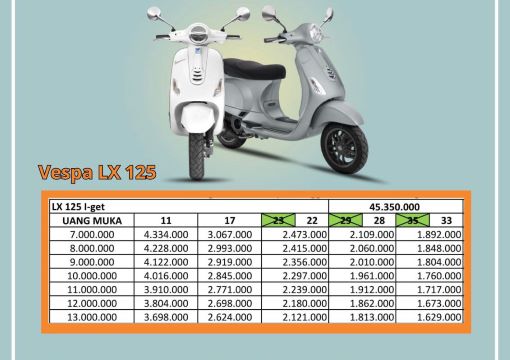 Vespa LX 125
LX 125 I-get 45.350.000
UANG MUKA 11 17 23 22 29 28 35 33
7.000.000 4.334.000 3.067.000 2.473.000 2.109.000 1.892.000
8.000.000 4.228.000 2.993.000 2.415.000 2.060.000 1.848.000
9.000.000 4.122.000 2.919.000 2.356.000 2.010.000 1.804.000
10.000.000 4.016.000 2.845.000 2.297.000 1.961.000 1.760.000
11.000.000 3.910.000 2.771.000 2.239.000 1.912.000 1.717.000
12.000.000 3.804.000 2.698.000 2.180.000 1.862.000 1.673.000
13.000.000 3.698.000 2.624.000 2.121.000 1.813.000 1.629.000